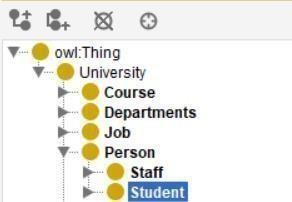 owl:Thing
University
Course
Departments
Job
Person
Staff
Student